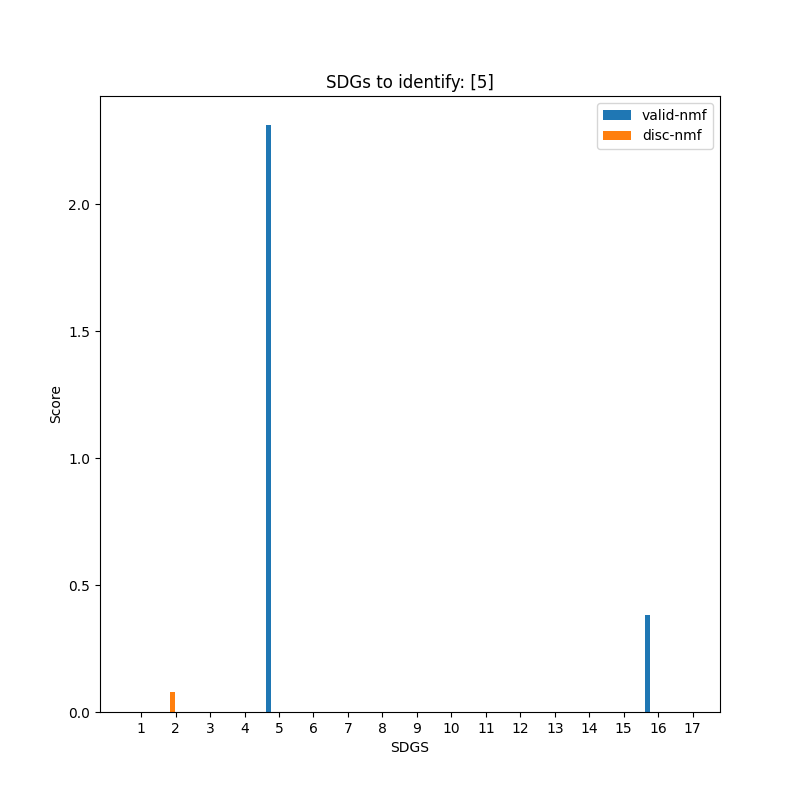 SDGs to identify: [5]
valid-nmf
disc-nmf
2.0
1.5
1.0
0.5
0.0
Score
1 2 3 4 5 6 7 8 9 10 11 12 13 14 15 16 17
SDGS